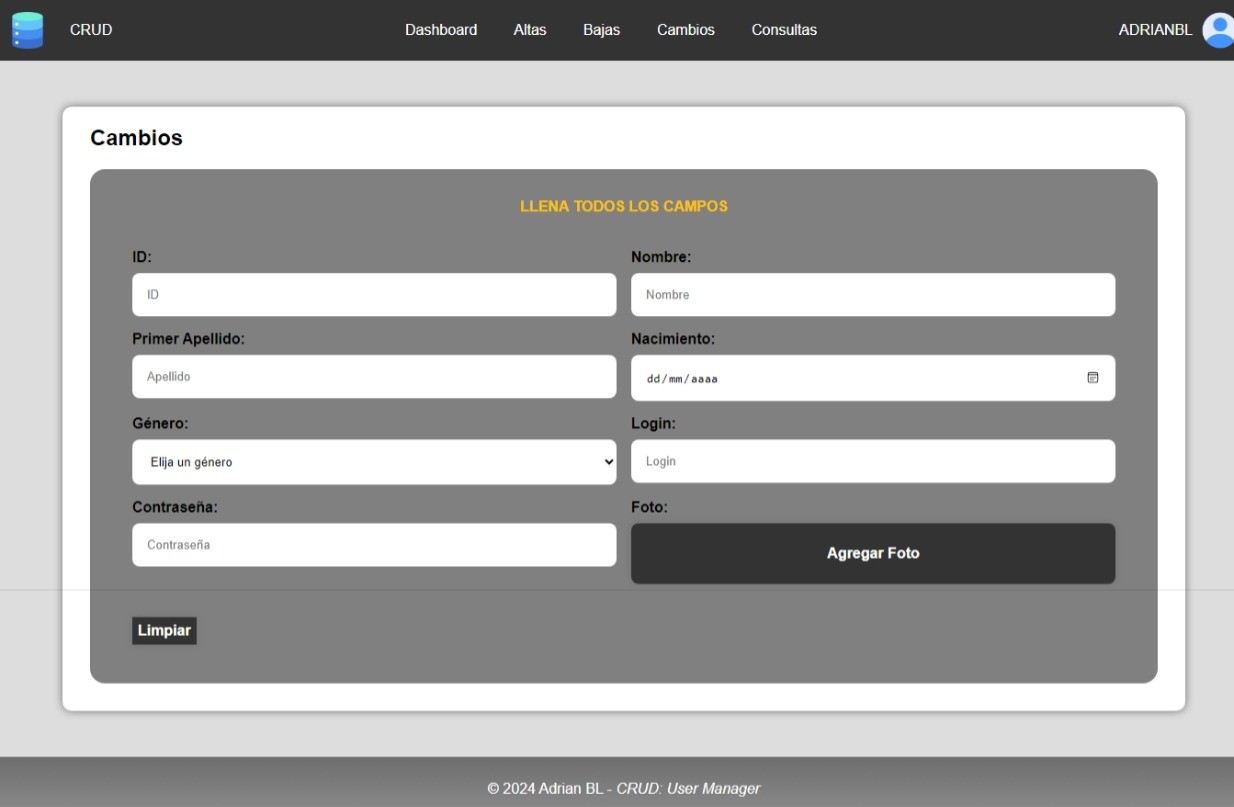 CRUD Dashboard Altas Bajas Cambios Consultas ADRIANBL
Cambios
LLENA TODOS LOS CAMPOS
ID: Nombre:
ID Nombre
Primer Apellido: Nacimiento:
Apellido dd/mm/aaaa
Género: Login:
Elija un género Login
Contraseña: Foto:
Contraseña Agregar Foto
Limpiar
© 2024 Adrian BL - CRUD: User Manager